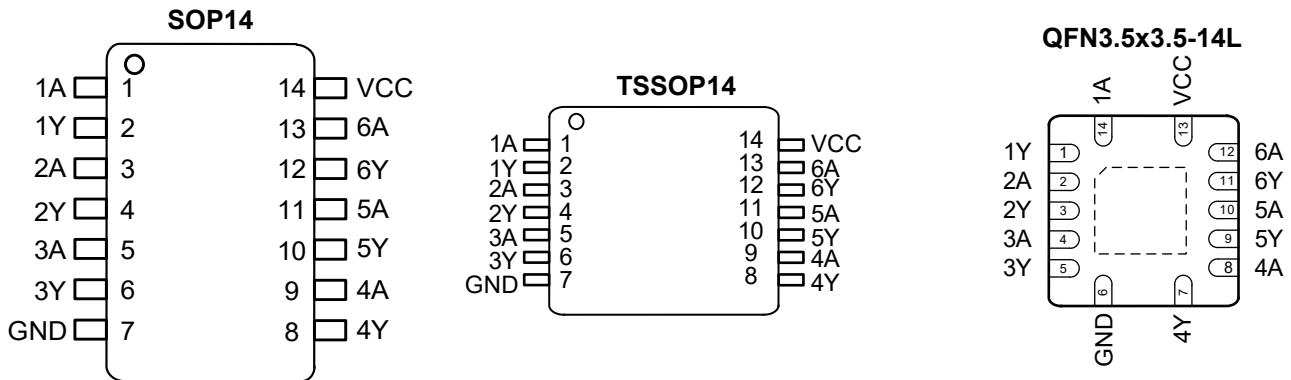 SOP14
1A 1 14 VCC
1Y 2 13 6A
2A 3 12 6Y
2Y 4 11 5A
3A 5 10 5Y
3Y 6 9 4A
GND 7 8 4Y
TSSOP14
1A 1 14 VCC
1Y 2 13 6A
2A 3 12 6Y
2Y 4 11 5A
3A 5 10 5Y
3Y 6 9 4A
GND 7 8 4Y
QFN3.5x3.5-14L
1A VCC
14 13
1Y 1 12 6A
2A 2 11 6Y
2Y 3 10 5A
3A 4 9 5Y
3Y 5 8 4A
6 7
GND 4Y